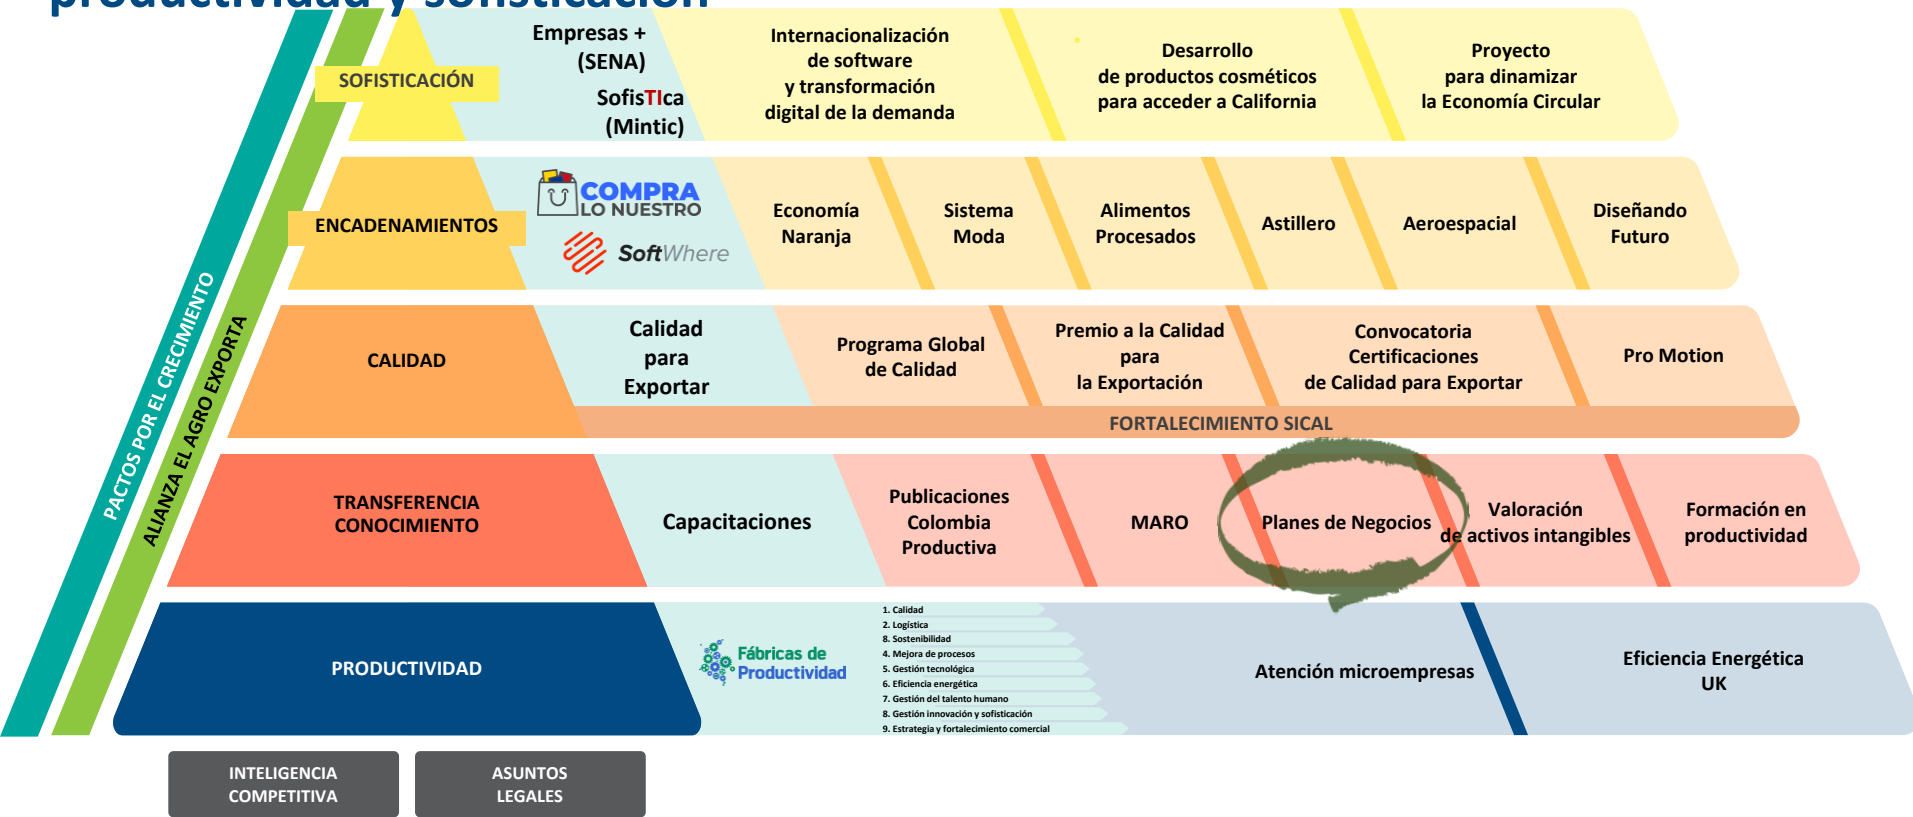 productividad y sofisticación
PACTOS POR EL CRECIMIENTO
ALIANZA EL AGRO EXPORTA
SOFISTICACIÓN
Empresas +
(SENA)
SofisTIca
(Mintic)
Internacionalización
de software
y transformación
digital de la demanda
Desarrollo
de productos cosméticos
para acceder a California
Proyecto
para dinamizar
la Economía Circular
ENCADENAMIENTOS
COMPRA
LO NUESTRO
SoftWhere
Economía
Naranja
Sistema
Moda
Alimentos
Procesados
Astillero
Aeroespacial
Diseñando
Futuro
CALIDAD
Calidad
para
Exportar
Programa Global
de Calidad
Premio a la Calidad
para
la Exportación
Convocatoria
Certificaciones
de Calidad para Exportar
Pro Motion
FORTALECIMIENTO SICAL
TRANSFERENCIA
CONOCIMIENTO
Capacitaciones
Publicaciones
Colombia
Productiva
MARO
Planes de Negocios
Valoración
de activos intangibles
Formación en
productividad
PRODUCTIVIDAD
Fábricas de
Productividad
1. Calidad
2. Logística
8. Sostenibilidad
4. Mejora de procesos
5. Gestión tecnológica
6. Eficiencia energética
7. Gestión del talento humano
8. Gestión innovación y sofisticación
9. Estrategia y fortalecimiento comercial
Atención microempresas
Eficiencia Energética
UK
INTELIGENCIA
COMPETITIVA
ASUNTOS
LEGALES